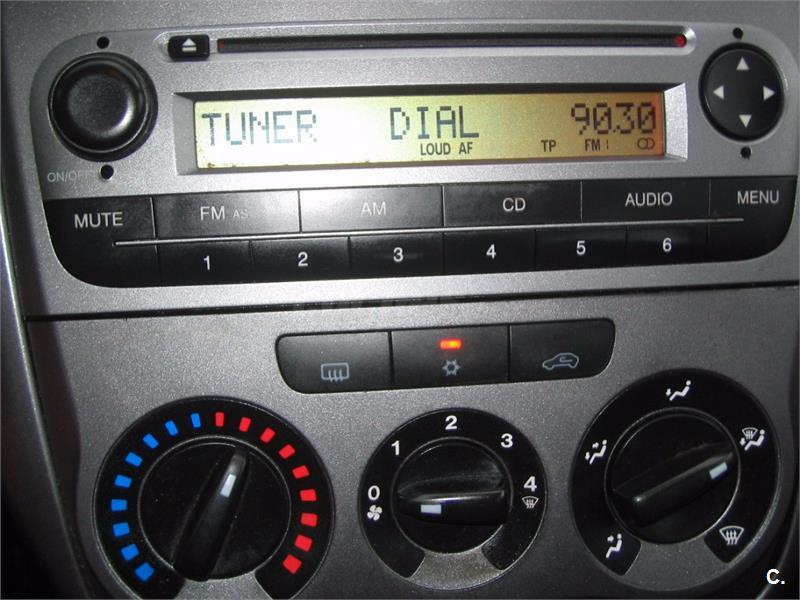 TUNER DIAL 90.30
LOUD AF TP FM1
ON/OFF
MUTE FM AS AM CD AUDIO MENU
1 2 3 4 5 6
0 1 2 3 4
C.